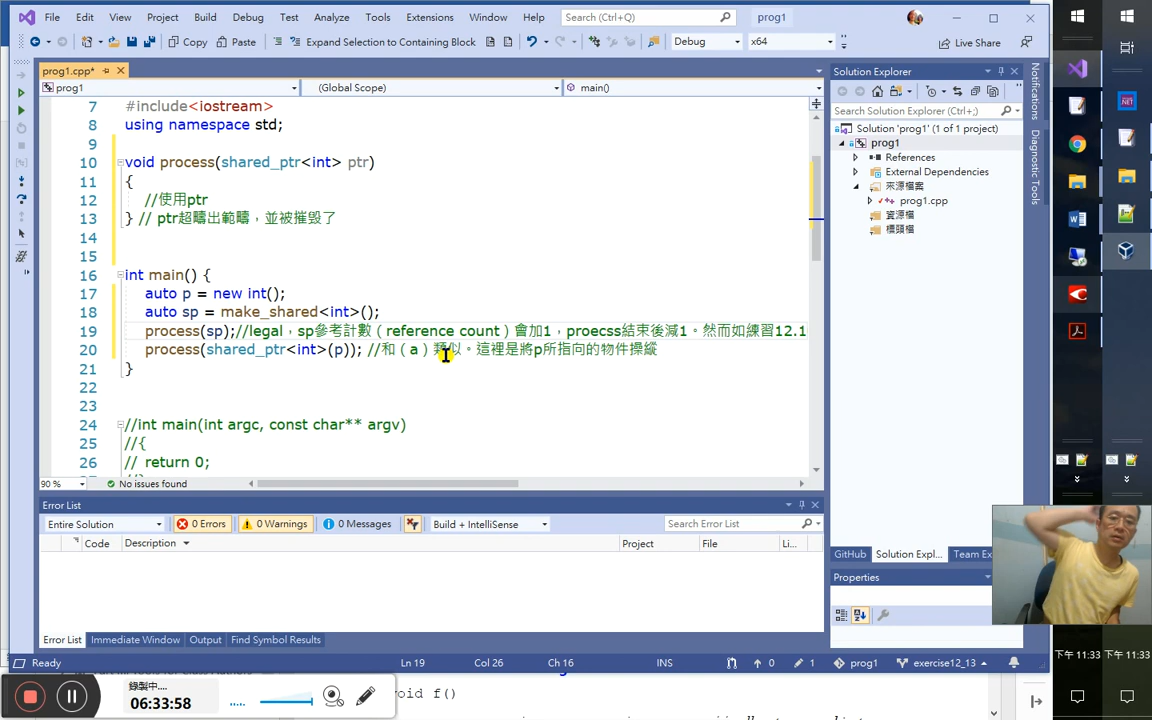 File Edit View Project Build Debug Test Analyze Tools Extensions Window Help Search (Ctrl+Q) prog1
Copy Paste Expand Selection to Containing Block Debug x64 Live Share
prog1.cpp*
prog1 (Global Scope) main()
7 #include<iostream>
8 using namespace std;
9
10 void process(shared_ptr<int> ptr)
11 {
12 //使用ptr
13 } // ptr超疇出範疇，並被摧毀了
14
15
16 int main() {
17 auto p = new int();
18 auto sp = make_shared<int>();
19 process(sp);//legal，sp參考計數（reference count）會加1，proecss結束後減1。然而如練習12.1
20 process(shared_ptr<int>(p)); //和（a）類似。這裡是將p所指向的物件操縱
21 }
22
23
24 //int main(int argc, const char** argv)
25 //{
26 // return 0;
90 % No issues found
Error List
Entire Solution 0 Errors 0 Warnings 0 Messages Build + IntelliSense Search Error List
Code Description Project File Li...
Error List Immediate Window Output Find Symbol Results
Ready Ln 19 Col 26 Ch 16 INS 0 1 prog1 exercise12_13
Solution Explorer
Search Solution Explorer (Ctrl+;)
Solution 'prog1' (1 of 1 project)
prog1
References
External Dependencies
來源檔案
prog1.cpp
資源檔
標頭檔
GitHub Solution Expl... Team Ex
Properties
Notifications
Diagnostic Tools
.NET
下午 11:33 下午 11:33
錄製中....
06:33:58
void f()